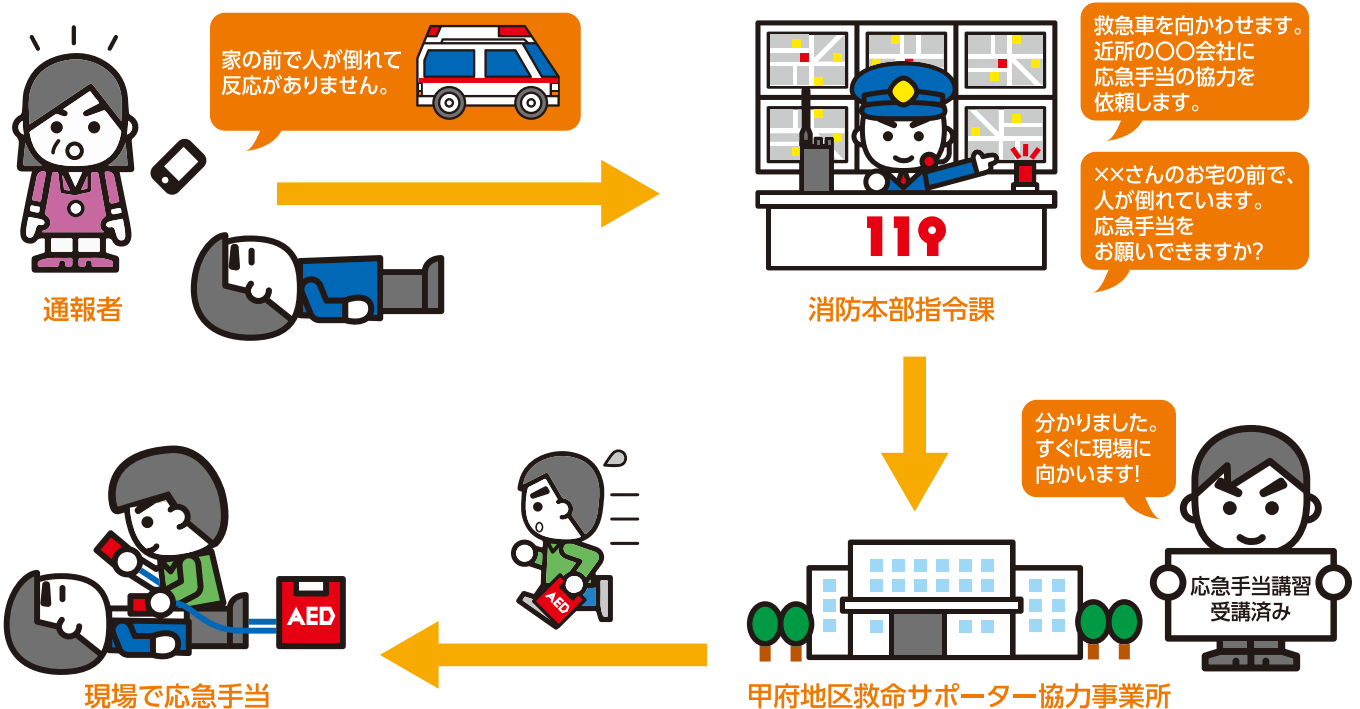 家の前で人が倒れて
反応がありません。
通報者
119
救急車を向かわせます。
近所の〇〇会社に
応急手当の協力を
依頼します。
××さんのお宅の前で、
人が倒れています。
応急手当を
お願いできますか?
消防本部指令課
分かりました。
すぐに現場に
向かいます!
応急手当講習
受講済み
甲府地区救命サポーター協力事業所
AED
AED
現場で応急手当